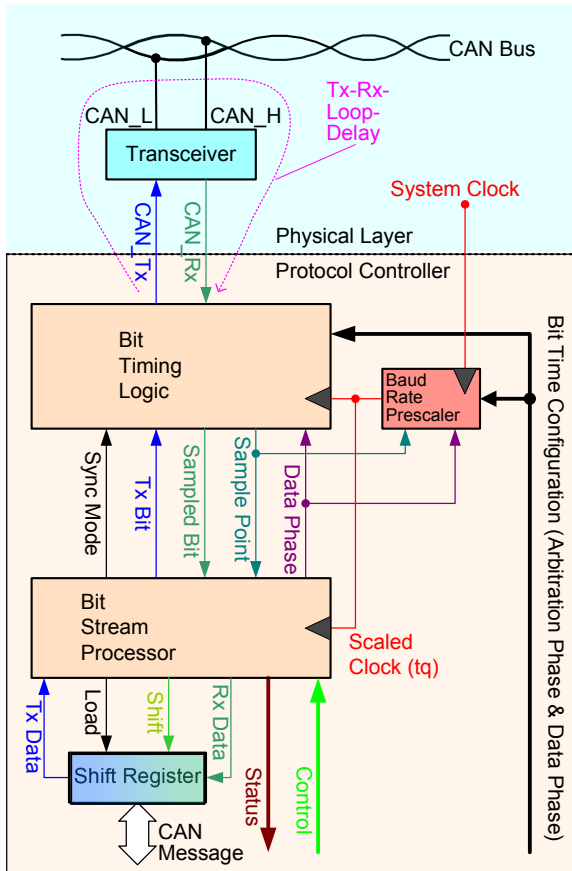 CAN Bus
Tx-Rx-
Loop-
Delay
CAN_L
CAN_H
Transceiver
System Clock
CAN_Tx
CAN_Rx
Physical Layer
Protocol Controller
Bit
Timing
Logic
Baud
Rate
Prescaler
Bit Time Configuration (Arbitration Phase & Data Phase)
Sync Mode
Tx Bit
Sampled Bit
Sample Point
Data Phase
Bit
Stream
Processor
Scaled
Clock (tq)
Tx Data
Load
Shift
Rx Data
Status
Control
Shift Register
CAN
Message